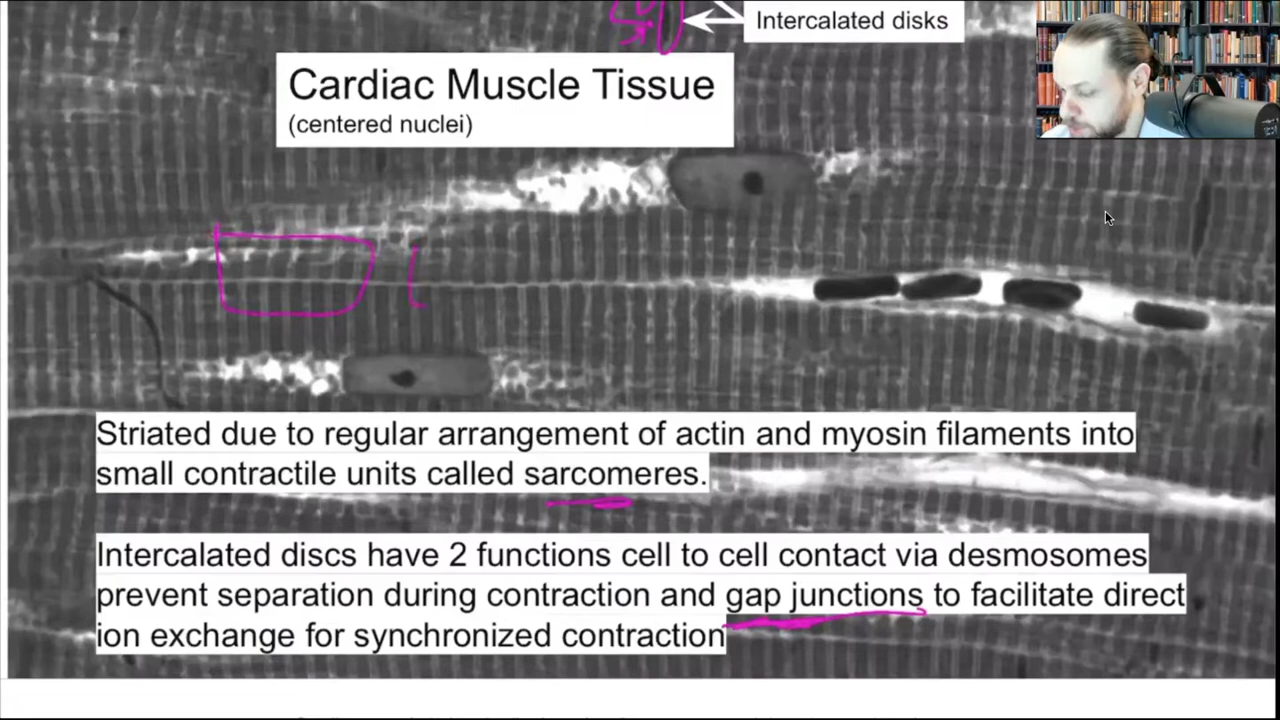 Intercalated disks
Cardiac Muscle Tissue
(centered nuclei)
Striated due to regular arrangement of actin and myosin filaments into
small contractile units called sarcomeres.
Intercalated discs have 2 functions cell to cell contact via desmosomes
prevent separation during contraction and gap junctions to facilitate direct
ion exchange for synchronized contraction